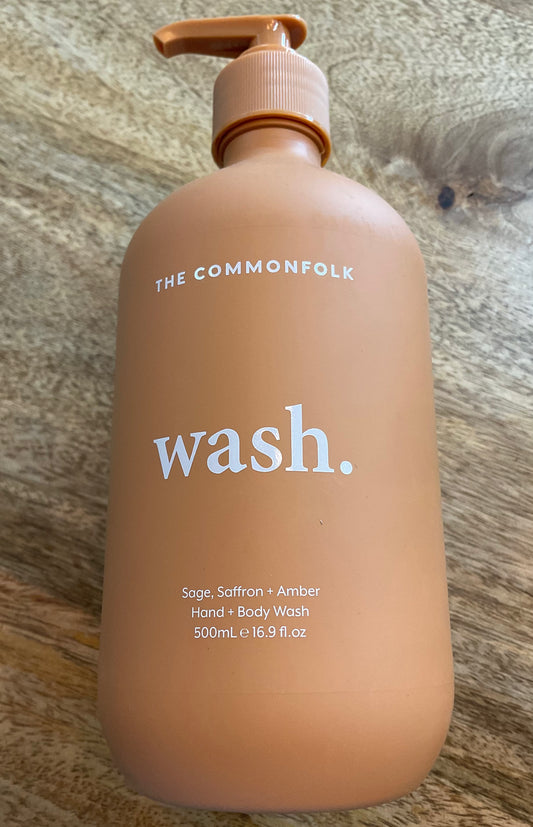 THE COMMONFOLK
wash.
Sage, Saffron + Amber
Hand + Body Wash
500mL ℮ 16.9 fl.oz